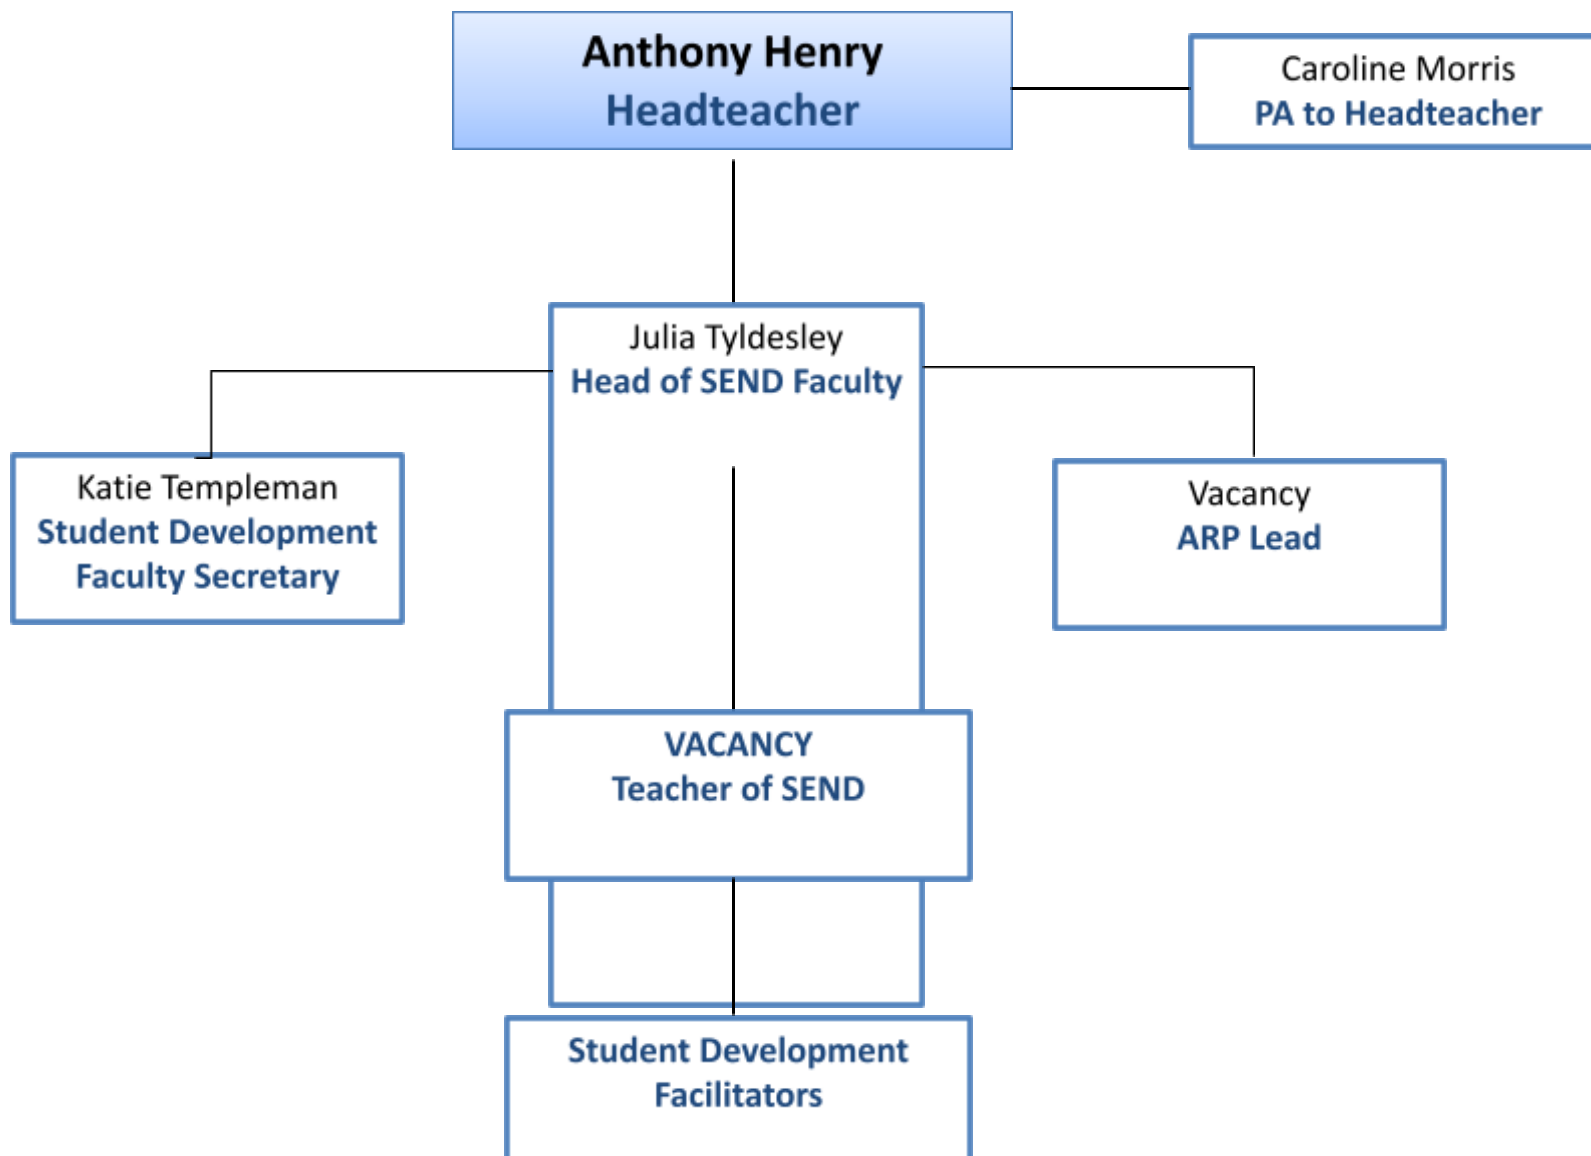 Anthony Henry
Headteacher
Caroline Morris
PA to Headteacher
Julia Tyldesley
Head of SEND Faculty
Katie Templeman
Student Development
Faculty Secretary
Vacancy
ARP Lead
VACANCY
Teacher of SEND
Student Development
Facilitators